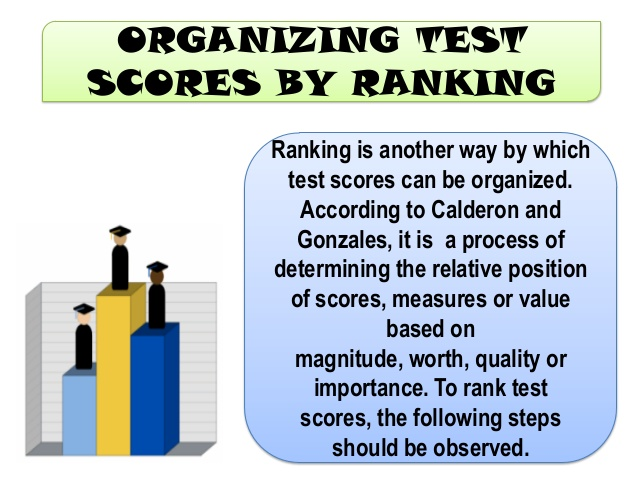 ORGANIZING TEST
SCORES BY RANKING
Ranking is another way by which
test scores can be organized.
According to Calderon and
Gonzales, it is  a process of
determining the relative position
of scores, measures or value
based on
magnitude, worth, quality or
importance. To rank test
scores, the following steps
should be observed.